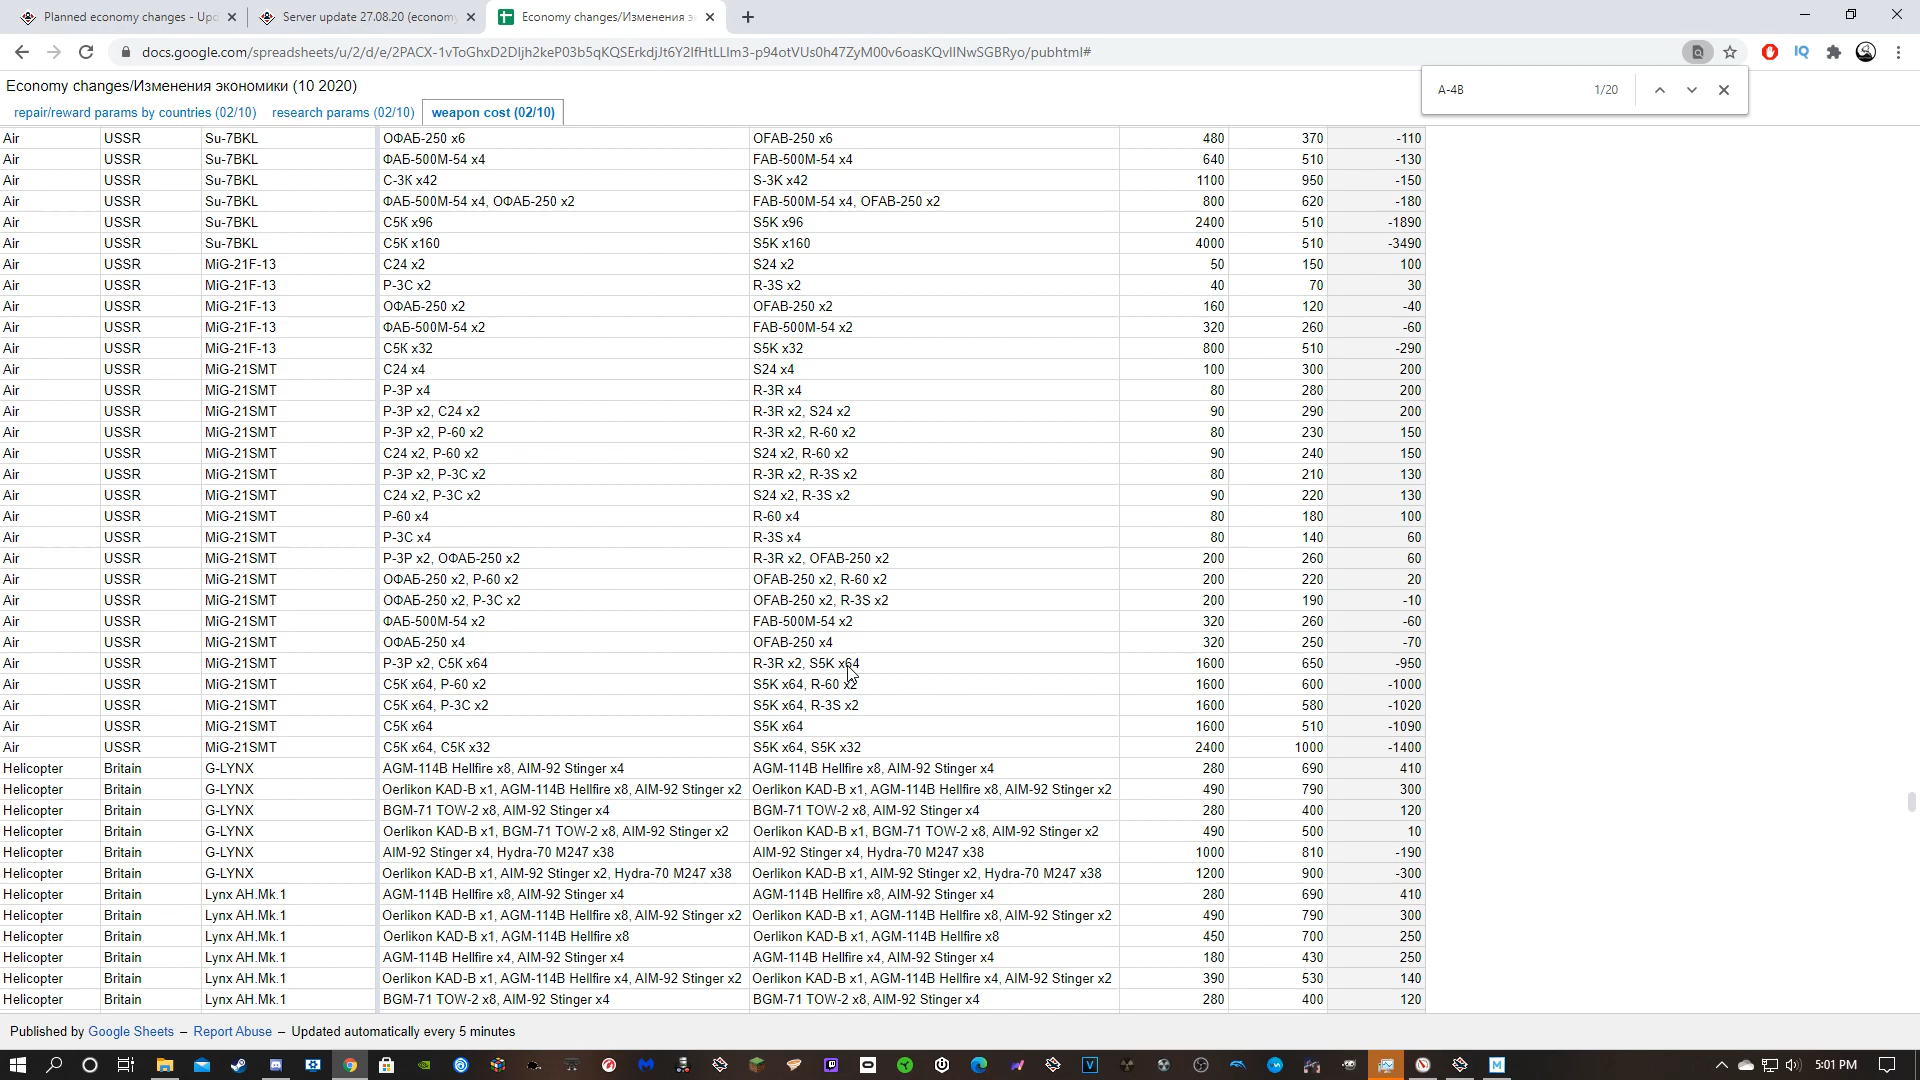 Planned economy changes - Upd
Server update 27.08.20 (economy
Economy changes/Изменения э
docs.google.com/spreadsheets/u/2/d/e/2PACX-1vToGhxD2DIjh2keP03b5qKQSErkdjJt6Y2IfHtLLIm3-p94otVUs0h47ZyM00v6oasKQvIINwSGBRyo/pubhtml#
A-4B 1/20
Economy changes/Изменения экономики (10 2020)
repair/reward params by countries (02/10) research params (02/10) weapon cost (02/10)
Air USSR Su-7BKL ОФАБ-250 x6 OFAB-250 x6 480 370 -110
Air USSR Su-7BKL ФАБ-500М-54 x4 FAB-500M-54 x4 640 510 -130
Air USSR Su-7BKL С-3К x42 S-3K x42 1100 950 -150
Air USSR Su-7BKL ФАБ-500М-54 x4, ОФАБ-250 x2 FAB-500M-54 x4, OFAB-250 x2 800 620 -180
Air USSR Su-7BKL С5К x96 S5K x96 2400 510 -1890
Air USSR Su-7BKL С5К x160 S5K x160 4000 510 -3490
Air USSR MiG-21F-13 С24 x2 S24 x2 50 150 100
Air USSR MiG-21F-13 Р-3С x2 R-3S x2 40 70 30
Air USSR MiG-21F-13 ОФАБ-250 x2 OFAB-250 x2 160 120 -40
Air USSR MiG-21F-13 ФАБ-500М-54 x2 FAB-500M-54 x2 320 260 -60
Air USSR MiG-21F-13 С5К x32 S5K x32 800 510 -290
Air USSR MiG-21SMT С24 x4 S24 x4 100 300 200
Air USSR MiG-21SMT Р-3Р x4 R-3R x4 80 280 200
Air USSR MiG-21SMT Р-3Р x2, С24 x2 R-3R x2, S24 x2 90 290 200
Air USSR MiG-21SMT Р-3Р x2, Р-60 x2 R-3R x2, R-60 x2 80 230 150
Air USSR MiG-21SMT С24 x2, Р-60 x2 S24 x2, R-60 x2 90 240 150
Air USSR MiG-21SMT Р-3Р x2, Р-3С x2 R-3R x2, R-3S x2 80 210 130
Air USSR MiG-21SMT С24 x2, Р-3С x2 S24 x2, R-3S x2 90 220 130
Air USSR MiG-21SMT Р-60 x4 R-60 x4 80 180 100
Air USSR MiG-21SMT Р-3С x4 R-3S x4 80 140 60
Air USSR MiG-21SMT Р-3Р x2, ОФАБ-250 x2 R-3R x2, OFAB-250 x2 200 260 60
Air USSR MiG-21SMT ОФАБ-250 x2, Р-60 x2 OFAB-250 x2, R-60 x2 200 220 20
Air USSR MiG-21SMT ОФАБ-250 x2, Р-3С x2 OFAB-250 x2, R-3S x2 200 190 -10
Air USSR MiG-21SMT ФАБ-500М-54 x2 FAB-500M-54 x2 320 260 -60
Air USSR MiG-21SMT ОФАБ-250 x4 OFAB-250 x4 320 250 -70
Air USSR MiG-21SMT Р-3Р x2, С5К x64 R-3R x2, S5K x64 1600 650 -950
Air USSR MiG-21SMT С5К x64, Р-60 x2 S5K x64, R-60 x2 1600 600 -1000
Air USSR MiG-21SMT С5К x64, Р-3С x2 S5K x64, R-3S x2 1600 580 -1020
Air USSR MiG-21SMT С5К x64 S5K x64 1600 510 -1090
Air USSR MiG-21SMT С5К x64, С5К x32 S5K x64, S5K x32 2400 1000 -1400
Helicopter Britain G-LYNX AGM-114B Hellfire x8, AIM-92 Stinger x4 AGM-114B Hellfire x8, AIM-92 Stinger x4 280 690 410
Helicopter Britain G-LYNX Oerlikon KAD-B x1, AGM-114B Hellfire x8, AIM-92 Stinger x2 Oerlikon KAD-B x1, AGM-114B Hellfire x8, AIM-92 Stinger x2 490 790 300
Helicopter Britain G-LYNX BGM-71 TOW-2 x8, AIM-92 Stinger x4 BGM-71 TOW-2 x8, AIM-92 Stinger x4 280 400 120
Helicopter Britain G-LYNX Oerlikon KAD-B x1, BGM-71 TOW-2 x8, AIM-92 Stinger x2 Oerlikon KAD-B x1, BGM-71 TOW-2 x8, AIM-92 Stinger x2 490 500 10
Helicopter Britain G-LYNX AIM-92 Stinger x4, Hydra-70 M247 x38 AIM-92 Stinger x4, Hydra-70 M247 x38 1000 810 -190
Helicopter Britain G-LYNX Oerlikon KAD-B x1, AIM-92 Stinger x2, Hydra-70 M247 x38 Oerlikon KAD-B x1, AIM-92 Stinger x2, Hydra-70 M247 x38 1200 900 -300
Helicopter Britain Lynx AH.Mk.1 AGM-114B Hellfire x8, AIM-92 Stinger x4 AGM-114B Hellfire x8, AIM-92 Stinger x4 280 690 410
Helicopter Britain Lynx AH.Mk.1 Oerlikon KAD-B x1, AGM-114B Hellfire x8, AIM-92 Stinger x2 Oerlikon KAD-B x1, AGM-114B Hellfire x8, AIM-92 Stinger x2 490 790 300
Helicopter Britain Lynx AH.Mk.1 Oerlikon KAD-B x1, AGM-114B Hellfire x8 Oerlikon KAD-B x1, AGM-114B Hellfire x8 450 700 250
Helicopter Britain Lynx AH.Mk.1 AGM-114B Hellfire x4, AIM-92 Stinger x4 AGM-114B Hellfire x4, AIM-92 Stinger x4 180 430 250
Helicopter Britain Lynx AH.Mk.1 Oerlikon KAD-B x1, AGM-114B Hellfire x4, AIM-92 Stinger x2 Oerlikon KAD-B x1, AGM-114B Hellfire x4, AIM-92 Stinger x2 390 530 140
Helicopter Britain Lynx AH.Mk.1 BGM-71 TOW-2 x8, AIM-92 Stinger x4 BGM-71 TOW-2 x8, AIM-92 Stinger x4 280 400 120
Published by Google Sheets – Report Abuse – Updated automatically every 5 minutes
5:01 PM